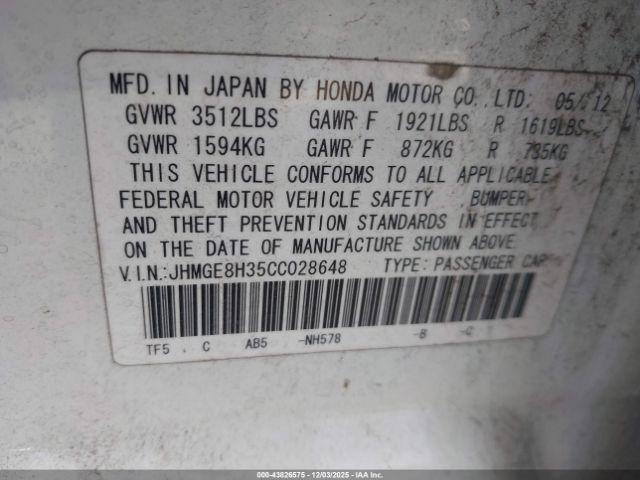 MFD. IN JAPAN BY HONDA MOTOR CO., LTD. 05/12
GVWR 3512LBS GAWR F 1921LBS R 1619LBS
GVWR 1594KG GAWR F 872KG R 735KG
THIS VEHICLE CONFORMS TO ALL APPLICABLE
FEDERAL MOTOR VEHICLE SAFETY, BUMPER,
AND THEFT PREVENTION STANDARDS IN EFFECT
ON THE DATE OF MANUFACTURE SHOWN ABOVE.
V.I.N.:JHMGE8H35CC028648 TYPE: PASSENGER CAR
TF5 C AB5 -NH578 -B -C
000-43826575 - 12/03/2025 - IAA Inc.